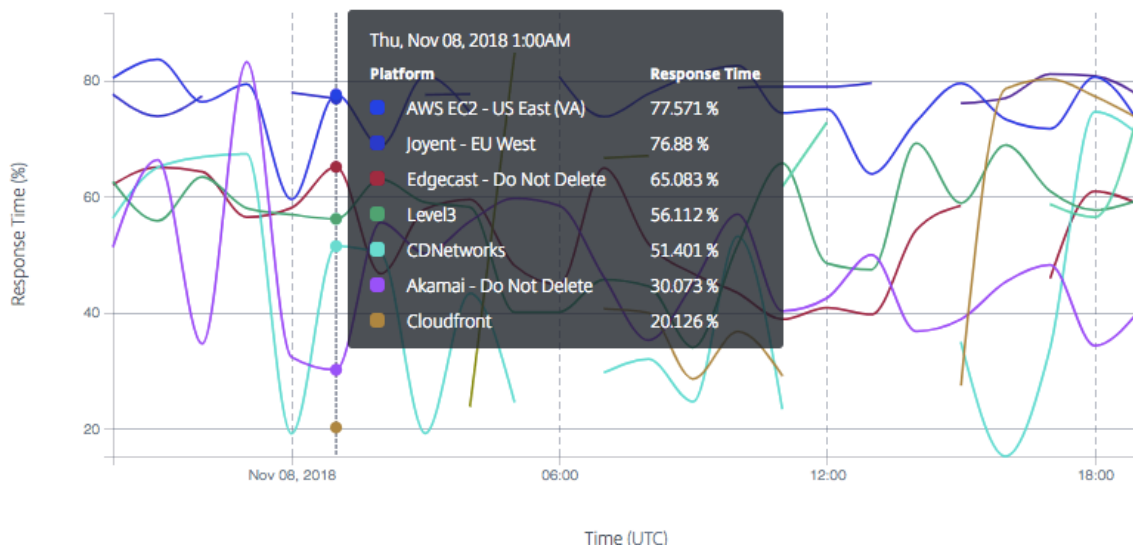 Thu, Nov 08, 2018 1:00AM
Platform Response Time
AWS EC2 - US East (VA) 77.571 %
Joyent - EU West 76.88 %
Edgecast - Do Not Delete 65.083 %
Level3 56.112 %
CDNetworks 51.401 %
Akamai - Do Not Delete 30.073 %
Cloudfront 20.126 %
Response Time (%)
80
60
40
20
Nov 08, 2018 06:00 12:00 18:00
Time (UTC)